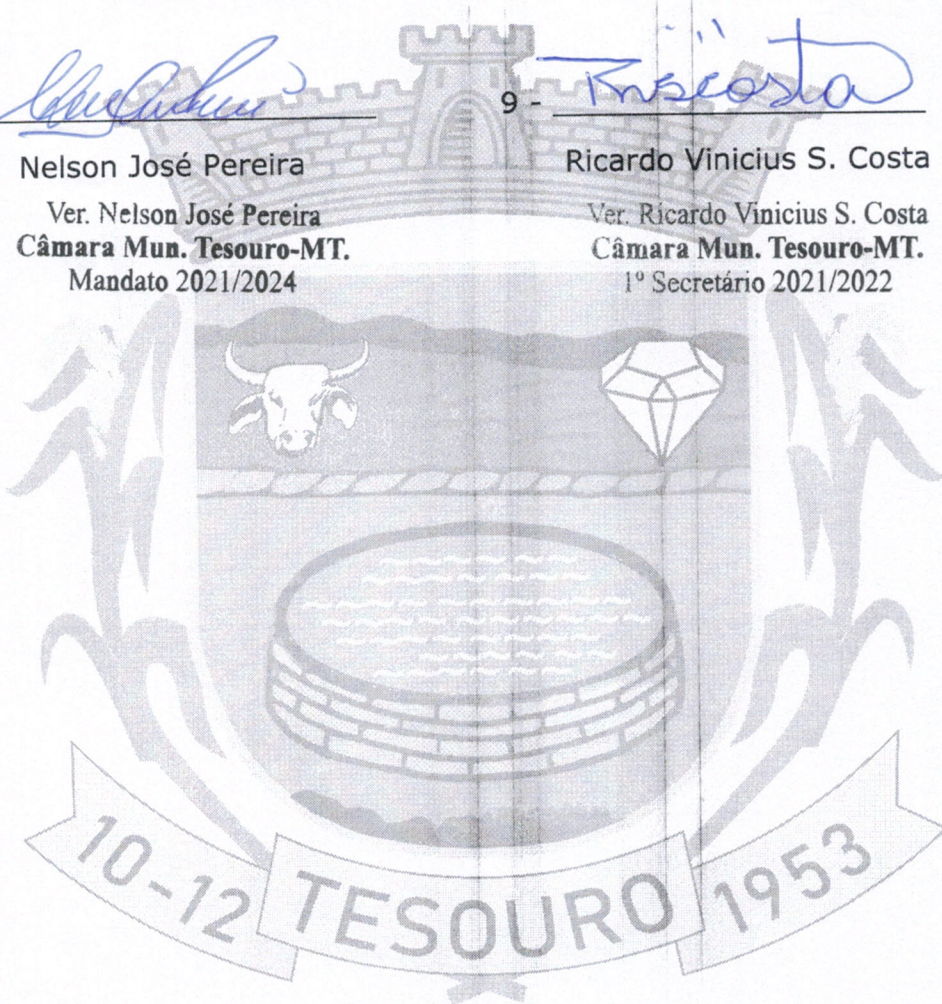 9 -
Nelson José Pereira
Ver. Nelson José Pereira
Câmara Mun. Tesouro-MT.
Mandato 2021/2024
Ricardo Vinicius S. Costa
Ver. Ricardo Vinicius S. Costa
Câmara Mun. Tesouro-MT.
1º Secretário 2021/2022
10-12 TESOURO 1953